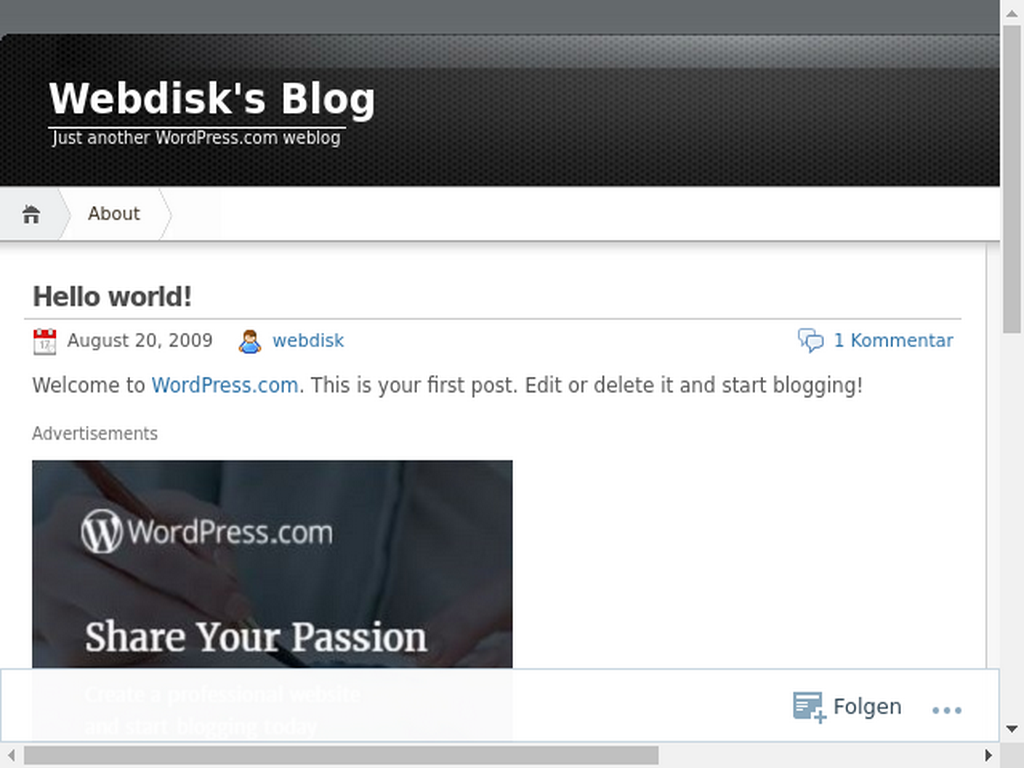 Webdisk's Blog
Just another WordPress.com weblog
About
Hello world!
August 20, 2009 webdisk 1 Kommentar
Welcome to WordPress.com. This is your first post. Edit or delete it and start blogging!
Advertisements
WordPress.com
Share Your Passion
Create a professional website
and start blogging today
Folgen